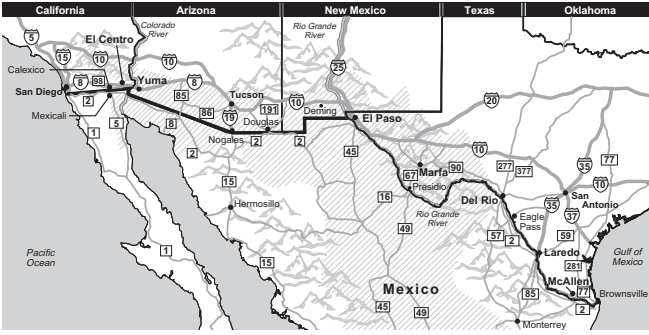 California
Arizona
New Mexico
Texas
Oklahoma
Colorado
River
Rio Grande
River
5
15
10
El Centro
10
Calexico
8
98
Yuma
8
25
San Diego
2
85
Tucson
86
19
191
10
Deming
20
Mexicali
Douglas
El Paso
1
5
8
Nogales
2
2
10
2
45
Marfa
90
277
377
35
77
10
15
67
Presidio
Del Rio
San
Antonio
Hermosillo
16
Rio Grande
River
Eagle
Pass
35
37
49
57
2
59
Pacific
Ocean
1
Laredo
Gulf of
Mexico
15
281
Mexico
McAllen
77
85
Brownsville
45
49
2
Monterrey